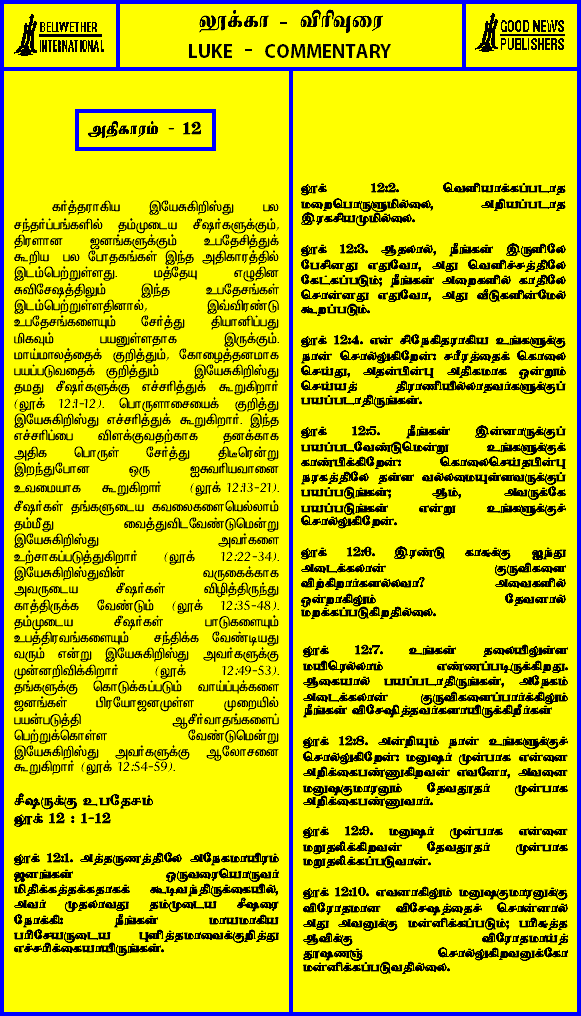 BELLWETHER
INTERNATIONAL
லூக்கா - விரிவுரை
LUKE - COMMENTARY
GOOD NEWS
PUBLISHERS
அதிகாரம் - 12
கர்த்தராகிய இயேசுகிறிஸ்து பல
சந்தர்ப்பங்களில் தம்முடைய சீஷர்களுக்கும்,
திரளான ஜனங்களுக்கும் உபதேசித்துக்
கூறிய பல போதகங்கள் இந்த அதிகாரத்தில்
இடம்பெற்றுள்ளது. மத்தேயு எழுதின
சுவிசேஷத்திலும் இந்த உபதேசங்கள்
இடம்பெற்றுள்ளதினால், இவ்விரண்டு
உபதேசங்களையும் சேர்த்து தியானிப்பது
மிகவும் பயனுள்ளதாக இருக்கும்.
மாய்மாலத்தைக் குறித்தும், கோழைத்தனமாக
பயப்படுவதைக் குறித்தும் இயேசுகிறிஸ்து
தமது சீஷர்களுக்கு எச்சரித்துக் கூறுகிறார்
(லூக் 12:1-12). பொருளாசையைக் குறித்து
இயேசுகிறிஸ்து எச்சரித்துக் கூறுகிறார். இந்த
எச்சரிப்பை விளக்குவதற்காக தனக்காக
அதிக பொருள் சேர்த்து திடீரென்று
இறந்துபோன ஒரு ஐசுவரியவானை
உவமையாக கூறுகிறார் (லூக் 12:13-21).
சீஷர்கள் தங்களுடைய கவலைகளையெல்லாம்
தம்மீது வைத்துவிடவேண்டுமென்று
இயேசுகிறிஸ்து அவர்களை
உற்சாகப்படுத்துகிறார் (லூக் 12:22-34).
இயேசுகிறிஸ்துவின் வருகைக்காக
அவருடைய சீஷர்கள் விழித்திருந்து
காத்திருக்க வேண்டும் (லூக் 12:35-48).
தம்முடைய சீஷர்கள் பாடுகளையும்
உபத்திரவங்களையும் சந்திக்க வேண்டியது
வரும் என்று இயேசுகிறிஸ்து அவர்களுக்கு
முன்னறிவிக்கிறார் (லூக் 12:49-53).
தங்களுக்கு கொடுக்கப்படும் வாய்ப்புக்களை
ஜனங்கள் பிரயோஜனமுள்ள முறையில்
பயன்படுத்தி ஆசீர்வாதங்களைப்
பெற்றுக்கொள்ள வேண்டுமென்று
இயேசுகிறிஸ்து அவர்களுக்கு ஆலோசனை
கூறுகிறார் (லூக் 12:54-59).
சீஷருக்கு உபதேசம்
லூக் 12 : 1-12
லூக் 12:1. அத்தருணத்திலே அநேகமாயிரம்
ஜனங்கள் ஒருவரையொருவர்
மிதிக்கத்தக்கதாகக் கூடிவந்திருக்கையில்,
அவர் முதலாவது தம்முடைய சீஷரை
நோக்கி: நீங்கள் மாயமாகிய
பரிசேயருடைய புளித்தமாவைக்குறித்து
எச்சரிக்கையாயிருங்கள்.
லூக் 12:2. வெளியாக்கப்படாத
மறைபொருளுமில்லை, அறியப்படாத
இரகசியமுமில்லை.
லூக் 12:3. ஆதலால், நீங்கள் இருளிலே
பேசினது எதுவோ, அது வெளிச்சத்திலே
கேட்கப்படும்; நீங்கள் அறைகளில் காதிலே
சொன்னது எதுவோ, அது வீடுகளின்மேல்
கூறப்படும்.
லூக் 12:4. என் சிநேகிதராகிய உங்களுக்கு
நான் சொல்லுகிறேன்: சரீரத்தைக் கொலை
செய்து, அதன்பின்பு அதிகமாக ஒன்றும்
செய்யத் திராணியில்லாதவர்களுக்குப்
பயப்படாதிருங்கள்.
லூக் 12:5. நீங்கள் இன்னாருக்குப்
பயப்படவேண்டுமென்று உங்களுக்குக்
காண்பிக்கிறேன்: கொலைசெய்தபின்பு
நரகத்திலே தள்ள வல்லமையுள்ளவருக்குப்
பயப்படுங்கள்; ஆம், அவருக்கே
பயப்படுங்கள் என்று உங்களுக்குச்
சொல்லுகிறேன்.
லூக் 12:6. இரண்டு காசுக்கு ஐந்து
அடைக்கலான் குருவிகளை
விற்கிறார்களல்லவா? அவைகளில்
ஒன்றாகிலும் தேவனால்
மறக்கப்படுகிறதில்லை.
லூக் 12:7. உங்கள் தலையிலுள்ள
மயிரெல்லாம் எண்ணப்படிருக்கிறது.
ஆகையால் பயப்படாதிருங்கள், அநேகம்
அடைக்கலான் குருவிகளைப்பார்க்கிலும்
நீங்கள் விசேஷித்தவர்களாயிருக்கிறீர்கள்
லூக் 12:8. அன்றியும் நான் உங்களுக்குச்
சொல்லுகிறேன்: மனுஷர் முன்பாக என்னை
அறிக்கைபண்ணுகிறவன் எவனோ, அவனை
மனுஷகுமாரனும் தேவதூதர் முன்பாக
அறிக்கைபண்ணுவார்.
லூக் 12:9. மனுஷர் முன்பாக என்னை
மறுதலிக்கிறவன் தேவதூதர் முன்பாக
மறுதலிக்கப்படுவான்.
லூக் 12:10. எவனாகிலும் மனுஷகுமாரனுக்கு
விரோதமான விசேஷத்தைச் சொன்னால்
அது அவனுக்கு மன்னிக்கப்படும்; பரிசுத்த
ஆவிக்கு விரோதமாய்த்
தூஷணஞ் சொல்லுகிறவனுக்கோ
மன்னிக்கப்படுவதில்லை.